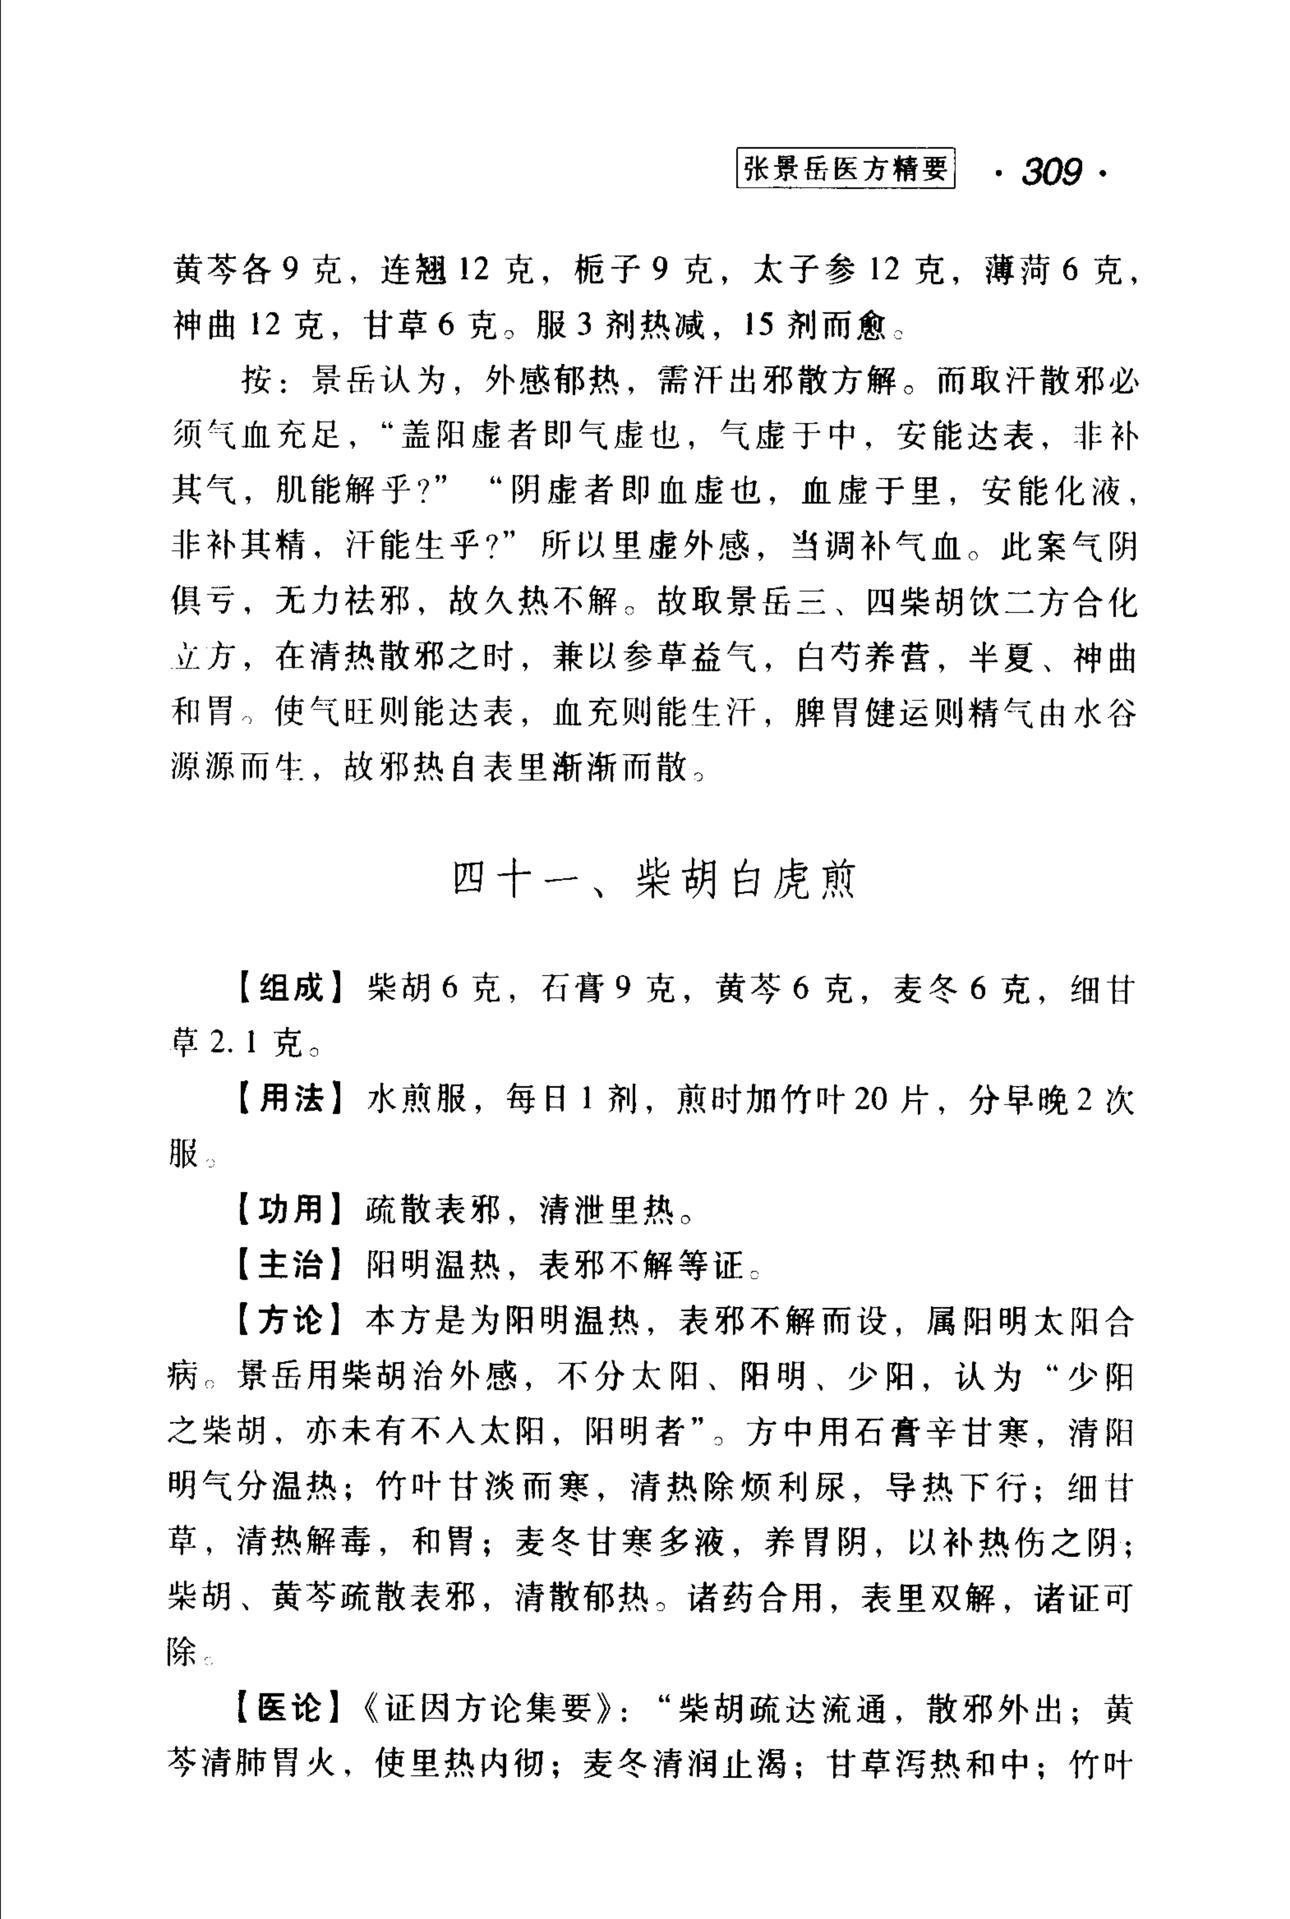 张景岳医方精要 · 309 ·
黄芩各9克，连翘12克，栀子9克，太子参12克，薄荷6克，
神曲12克，甘草6克。服3剂热减，15剂而愈。
按：景岳认为，外感郁热，需汗出邪散方解。而取汗散邪必
须气血充足，“盖阳虚者即气虚也，气虚于中，安能达表，非补
其气，肌能解乎?”“阴虚者即血虚也，血虚于里，安能化液，
非补其精，汗能生乎?”所以里虚外感，当调补气血。此案气阴
俱亏，无力祛邪，故久热不解。故取景岳三、四柴胡饮二方合化
立方，在清热散邪之时，兼以参草益气，白芍养营，半夏、神曲
和胃。使气旺则能达表，血充则能生汗，脾胃健运则精气由水谷
源源而生，故邪热自表里渐渐而散。
四十一、柴胡白虎煎
【组成】柴胡6克，石膏9克，黄芩6克，麦冬6克，细甘
草2.1克。
【用法】水煎服，每日1剂，煎时加竹叶20片，分早晚2次
服。
【功用】疏散表邪，清泄里热。
【主治】阳明温热，表邪不解等证。
【方论】本方是为阳明温热，表邪不解而设，属阳明太阳合
病。景岳用柴胡治外感，不分太阳、阳明、少阳，认为“少阳
之柴胡，亦未有不入太阳，阳明者”。方中用石膏辛甘寒，清阳
明气分温热；竹叶甘淡而寒，清热除烦利尿，导热下行；细甘
草，清热解毒，和胃；麦冬甘寒多液，养胃阴，以补热伤之阴；
柴胡、黄芩疏散表邪，清散郁热。诸药合用，表里双解，诸证可
除。
【医论】《证因方论集要》：“柴胡疏达流通，散邪外出；黄
芩清肺胃火，使里热内彻；麦冬清润止渴；甘草泻热和中；竹叶